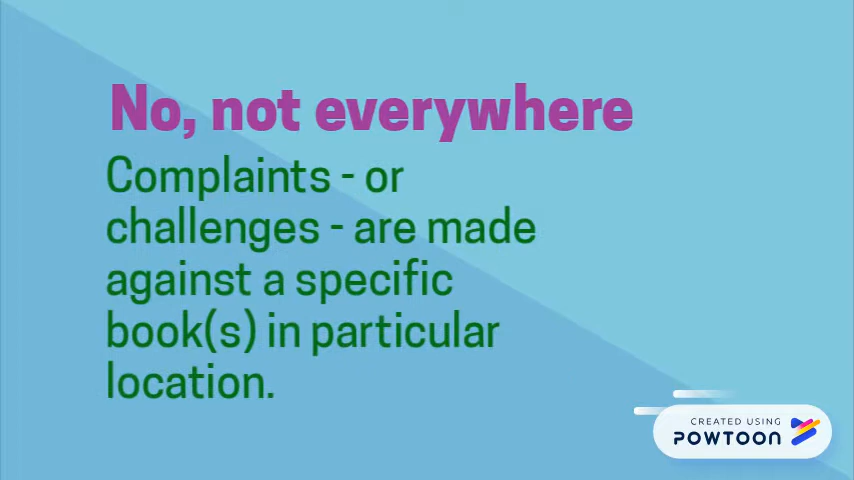 No, not everywhere
Complaints - or
challenges - are made
against a specific
book(s) in particular
location.
CREATED USING
POWTOON